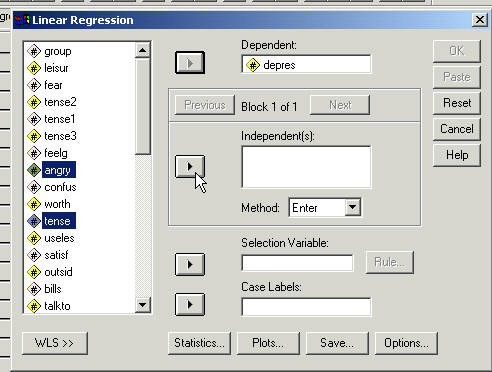 Linear Regression
group
leisur
fear
tense2
tense1
tense3
feelg
angry
confus
worth
tense
useles
satisf
outsid
bills
talkto
WLS >>
Dependent:
depres
Previous
Block 1 of 1
Next
Independent(s):
Method:
Enter
Selection Variable:
Rule...
Case Labels:
Statistics...
Plots...
Save...
Options...
OK
Paste
Reset
Cancel
Help